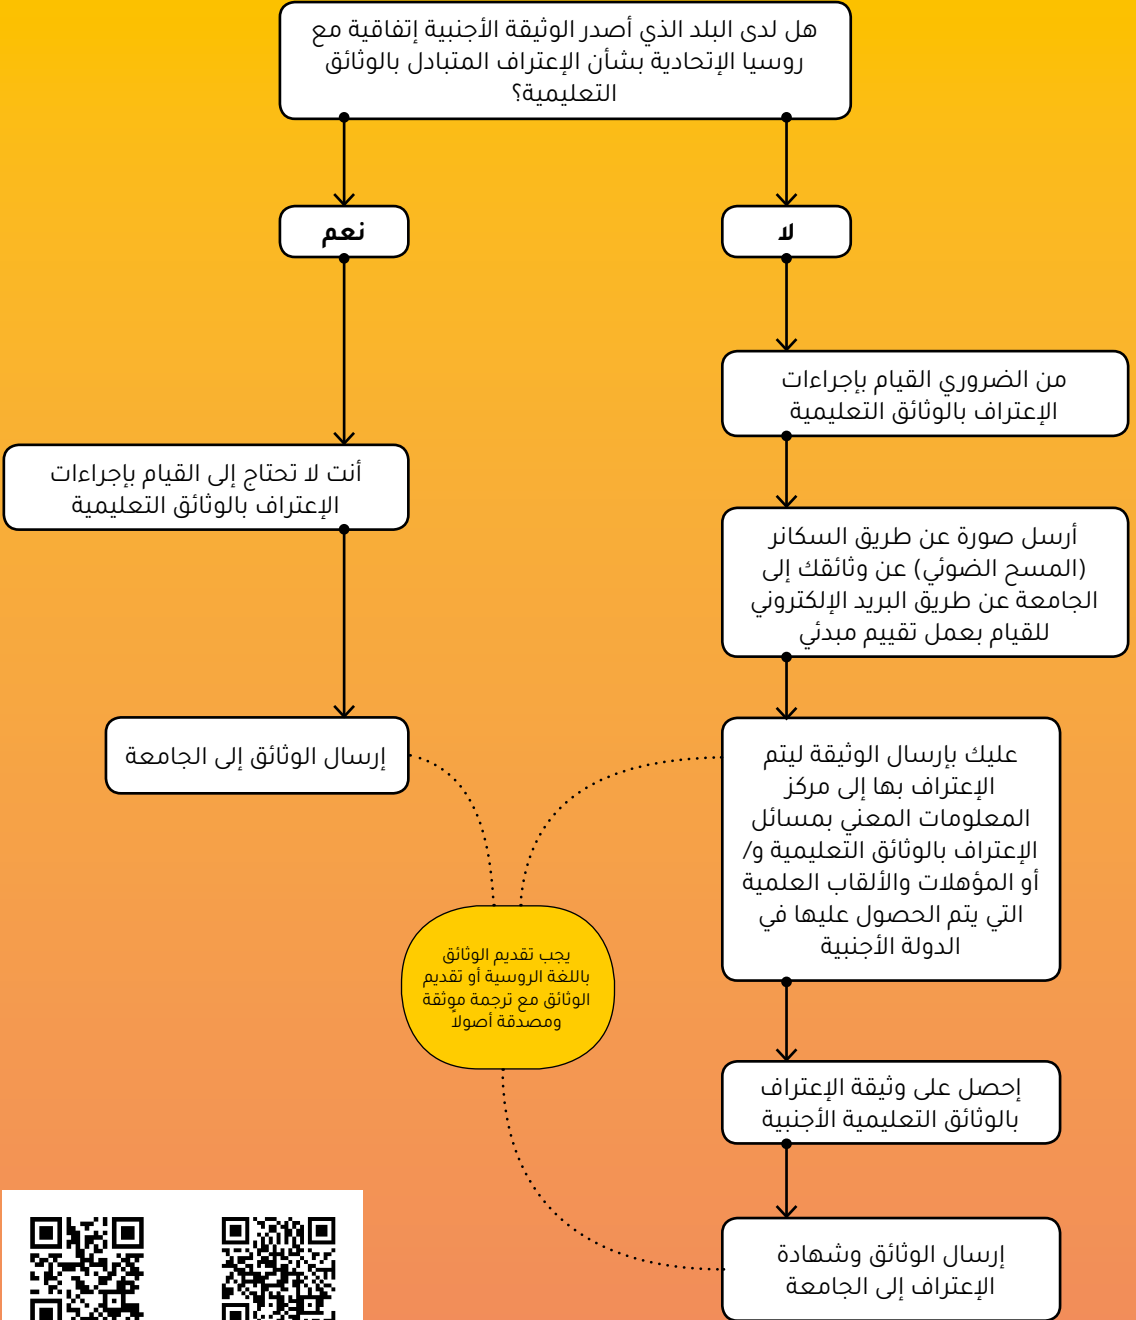 هل لدى البلد الذي أصدر الوثيقة الأجنبية إتفاقية مع
روسيا الإتحادية بشأن الإعتراف المتبادل بالوثائق
التعليمية؟
نعم
لا
من الضروري القيام بإجراءات
الإعتراف بالوثائق التعليمية
أنت لا تحتاج إلى القيام بإجراءات
الإعتراف بالوثائق التعليمية
أرسل صورة عن طريق السكانر
(المسح الضوئي) عن وثائقك إلى
الجامعة عن طريق البريد الإلكتروني
للقيام بعمل تقييم مبدئي
إرسال الوثائق إلى الجامعة
عليك بإرسال الوثيقة ليتم
الإعتراف بها إلى مركز
المعلومات المعني بمسائل
الإعتراف بالوثائق التعليمية و/
أو المؤهلات والألقاب العلمية
التي يتم الحصول عليها في
الدولة الأجنبية
يجب تقديم الوثائق
باللغة الروسية أو تقديم
الوثائق مع ترجمة موثقة
ومصدقة أصولاً
إحصل على وثيقة الإعتراف
بالوثائق التعليمية الأجنبية
إرسال الوثائق وشهادة
الإعتراف إلى الجامعة